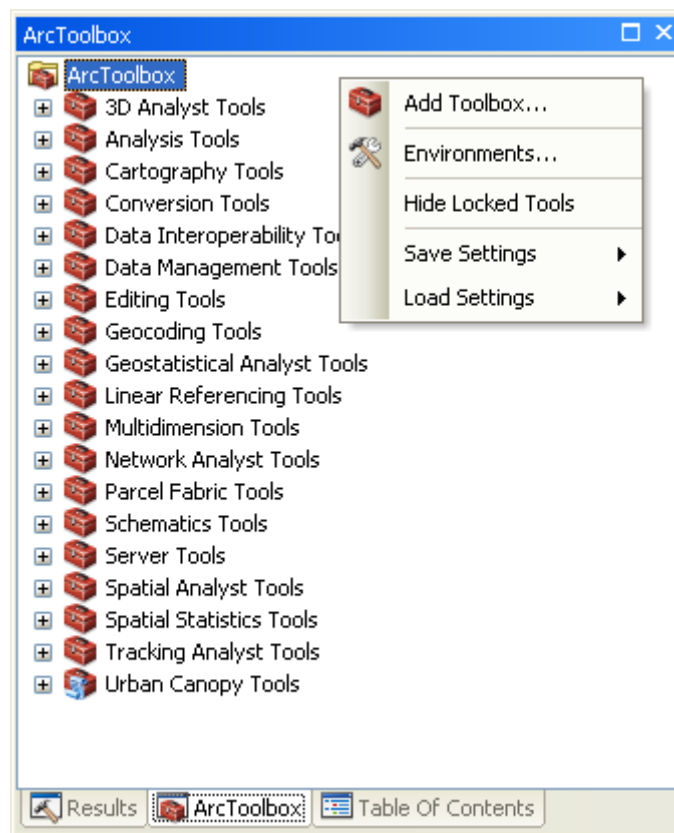 ArcToolbox
ArcToolbox
3D Analyst Tools
Analysis Tools
Cartography Tools
Conversion Tools
Data Interoperability To
Data Management Tools
Editing Tools
Geocoding Tools
Geostatistical Analyst Tools
Linear Referencing Tools
Multidimension Tools
Network Analyst Tools
Parcel Fabric Tools
Schematics Tools
Server Tools
Spatial Analyst Tools
Spatial Statistics Tools
Tracking Analyst Tools
Urban Canopy Tools
Add Toolbox...
Environments...
Hide Locked Tools
Save Settings
Load Settings
Results ArcToolbox Table Of Contents